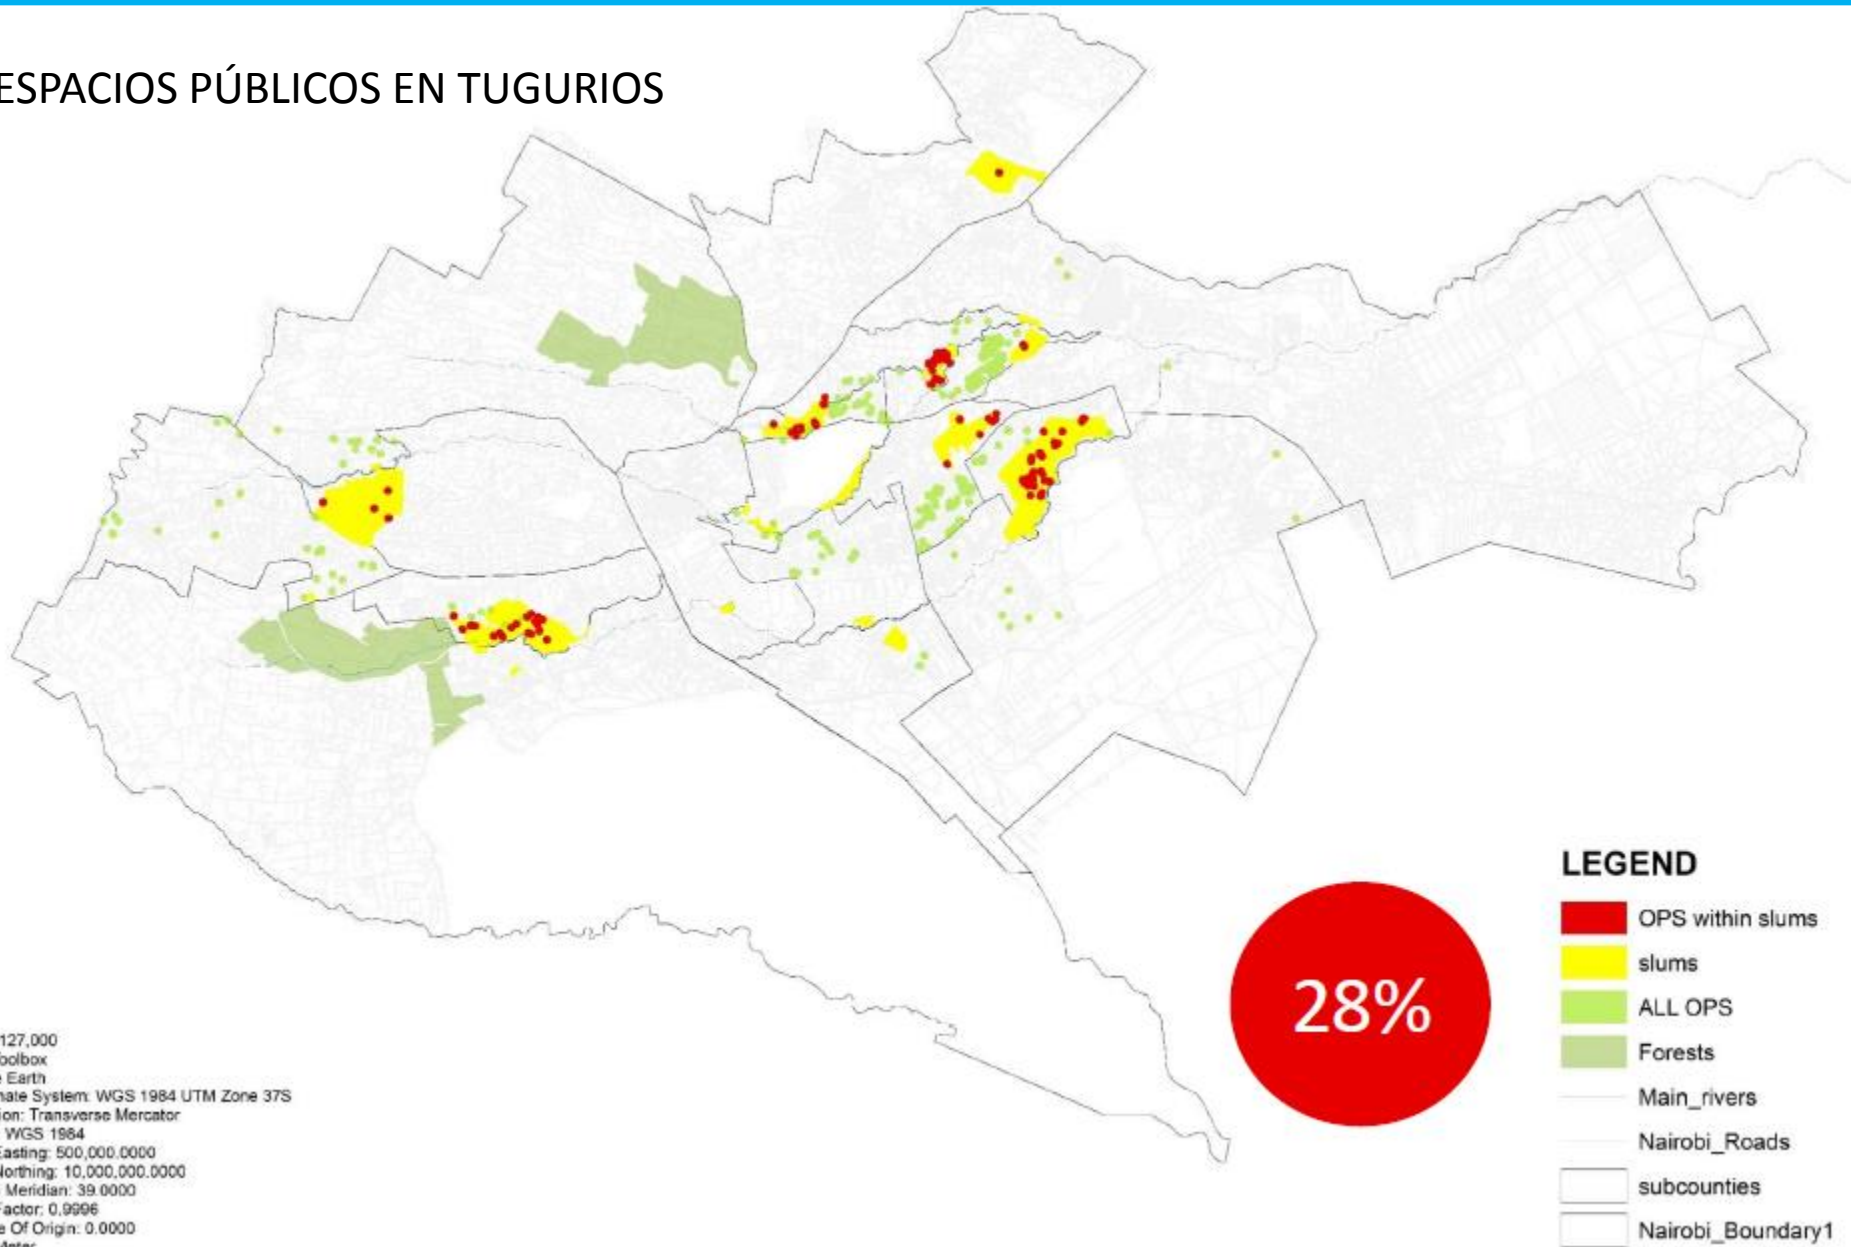 ESPACIOS PÚBLICOS EN TUGURIOS
28%
LEGEND
OPS within slums
slums
ALL OPS
Forests
Main_rivers
Nairobi_Roads
subcounties
Nairobi_Boundary1
127,000
Earth
System: WGS 1984 UTM Zone 37S
Transverse Mercator
WGS 1984
Easting: 500,000.0000
Northing: 10,000,000.0000
Meridian: 39.0000
Factor: 0.9996
Of Origin: 0.0000